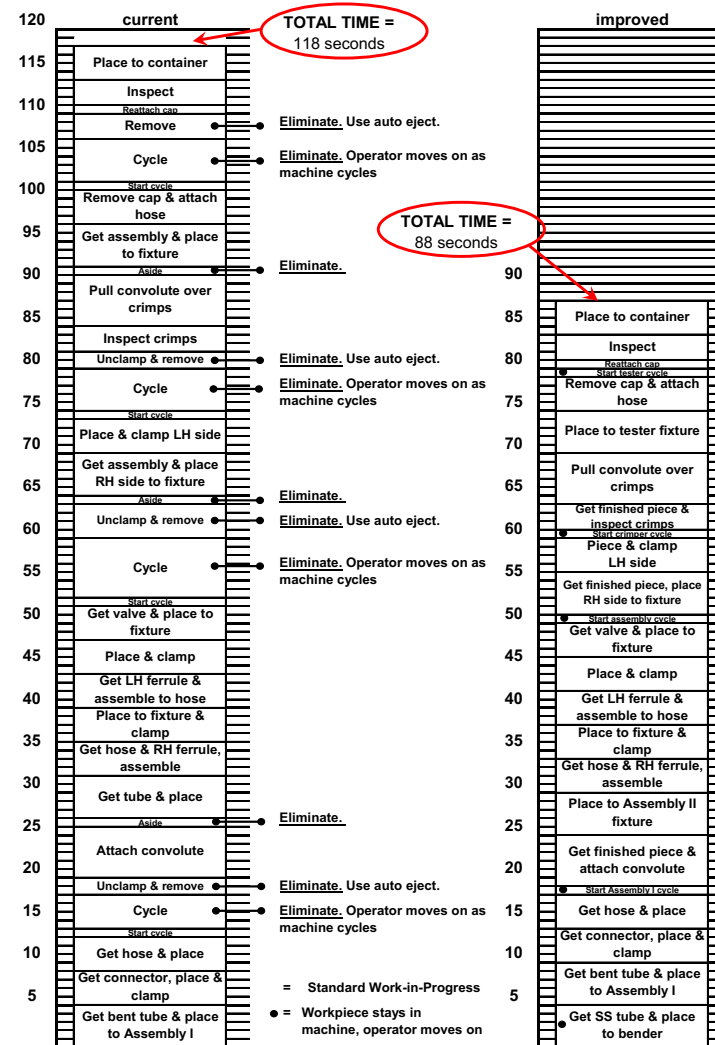 120
current
TOTAL TIME =
118 seconds
improved
115
Place to container
Inspect
110
Reattach cap
Remove
Eliminate. Use auto eject.
105
Cycle
Eliminate. Operator moves on as
machine cycles
100
Start cycle
Remove cap & attach
hose
TOTAL TIME =
88 seconds
95
Get assembly & place
to fixture
90
Aside
Eliminate.
90
Pull convolute over
crimps
85
85
Place to container
Inspect crimps
Inspect
80
Unclamp & remove
Eliminate. Use auto eject.
80
Reattach cap
Start tester cycle
Cycle
Eliminate. Operator moves on as
machine cycles
Remove cap & attach
hose
75
75
Start cycle
70
Place & clamp LH side
70
Place to tester fixture
Get assembly & place
RH side to fixture
Pull convolute over
crimps
65
65
Aside
Eliminate.
Unclamp & remove
Eliminate. Use auto eject.
Get finished piece &
inspect crimps
60
60
Start crimper cycle
Piece & clamp
LH side
Cycle
Eliminate. Operator moves on as
machine cycles
55
55
Get finished piece, place
RH side to fixture
Start cycle
50
Get valve & place to
fixture
50
Start assembly cycle
Get valve & place to
fixture
45
Place & clamp
45
Place & clamp
Get LH ferrule &
assemble to hose
40
40
Get LH ferrule &
assemble to hose
Place to fixture &
clamp
35
35
Place to fixture &
clamp
Get hose & RH ferrule,
assemble
Get hose & RH ferrule,
assemble
30
30
Get tube & place
Place to Assembly II
fixture
25
Aside
Eliminate.
25
Attach convolute
Get finished piece &
attach convolute
20
20
Unclamp & remove
Eliminate. Use auto eject.
Start Assembly I cycle
15
Cycle
Eliminate. Operator moves on as
machine cycles
15
Get hose & place
Start cycle
10
Get hose & place
10
Get connector, place &
clamp
Get connector, place &
clamp
Get bent tube & place
to Assembly I
5
= Standard Work-in-Progress
5
Get bent tube & place
to Assembly I
= Workpiece stays in
machine, operator moves on
Get SS tube & place
to bender